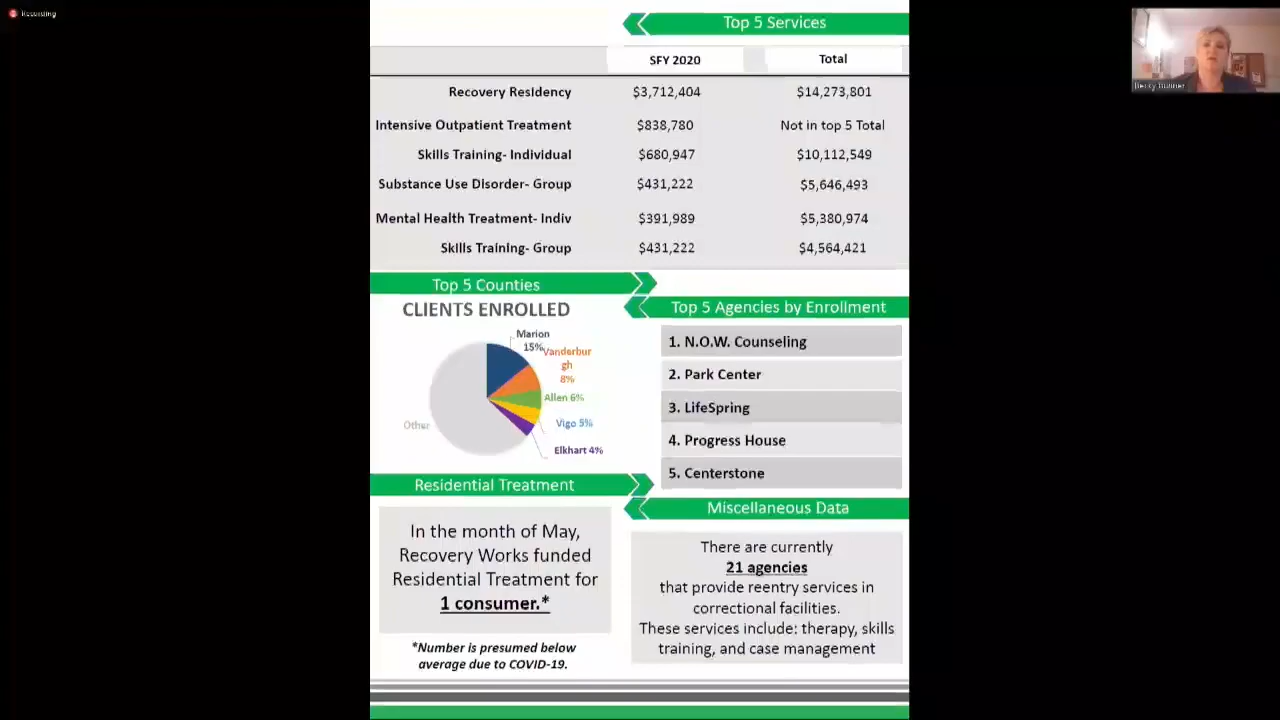 Recording
Top 5 Services
SFY 2020 Total
Recovery Residency $3,712,404 $14,273,801
Intensive Outpatient Treatment $838,780 Not in top 5 Total
Skills Training- Individual $680,947 $10,112,549
Substance Use Disorder- Group $431,222 $5,646,493
Mental Health Treatment- Indiv $391,989 $5,380,974
Skills Training- Group $431,222 $4,564,421
Top 5 Counties
CLIENTS ENROLLED
Marion
15%
Vanderbur
gh
8%
Allen 6%
Vigo 5%
Elkhart 4%
Other
Top 5 Agencies by Enrollment
1. N.O.W. Counseling
2. Park Center
3. LifeSpring
4. Progress House
5. Centerstone
Residential Treatment
In the month of May,
Recovery Works funded
Residential Treatment for
1 consumer.*
*Number is presumed below
average due to COVID-19.
Miscellaneous Data
There are currently
21 agencies
that provide reentry services in
correctional facilities.
These services include: therapy, skills
training, and case management
Becky